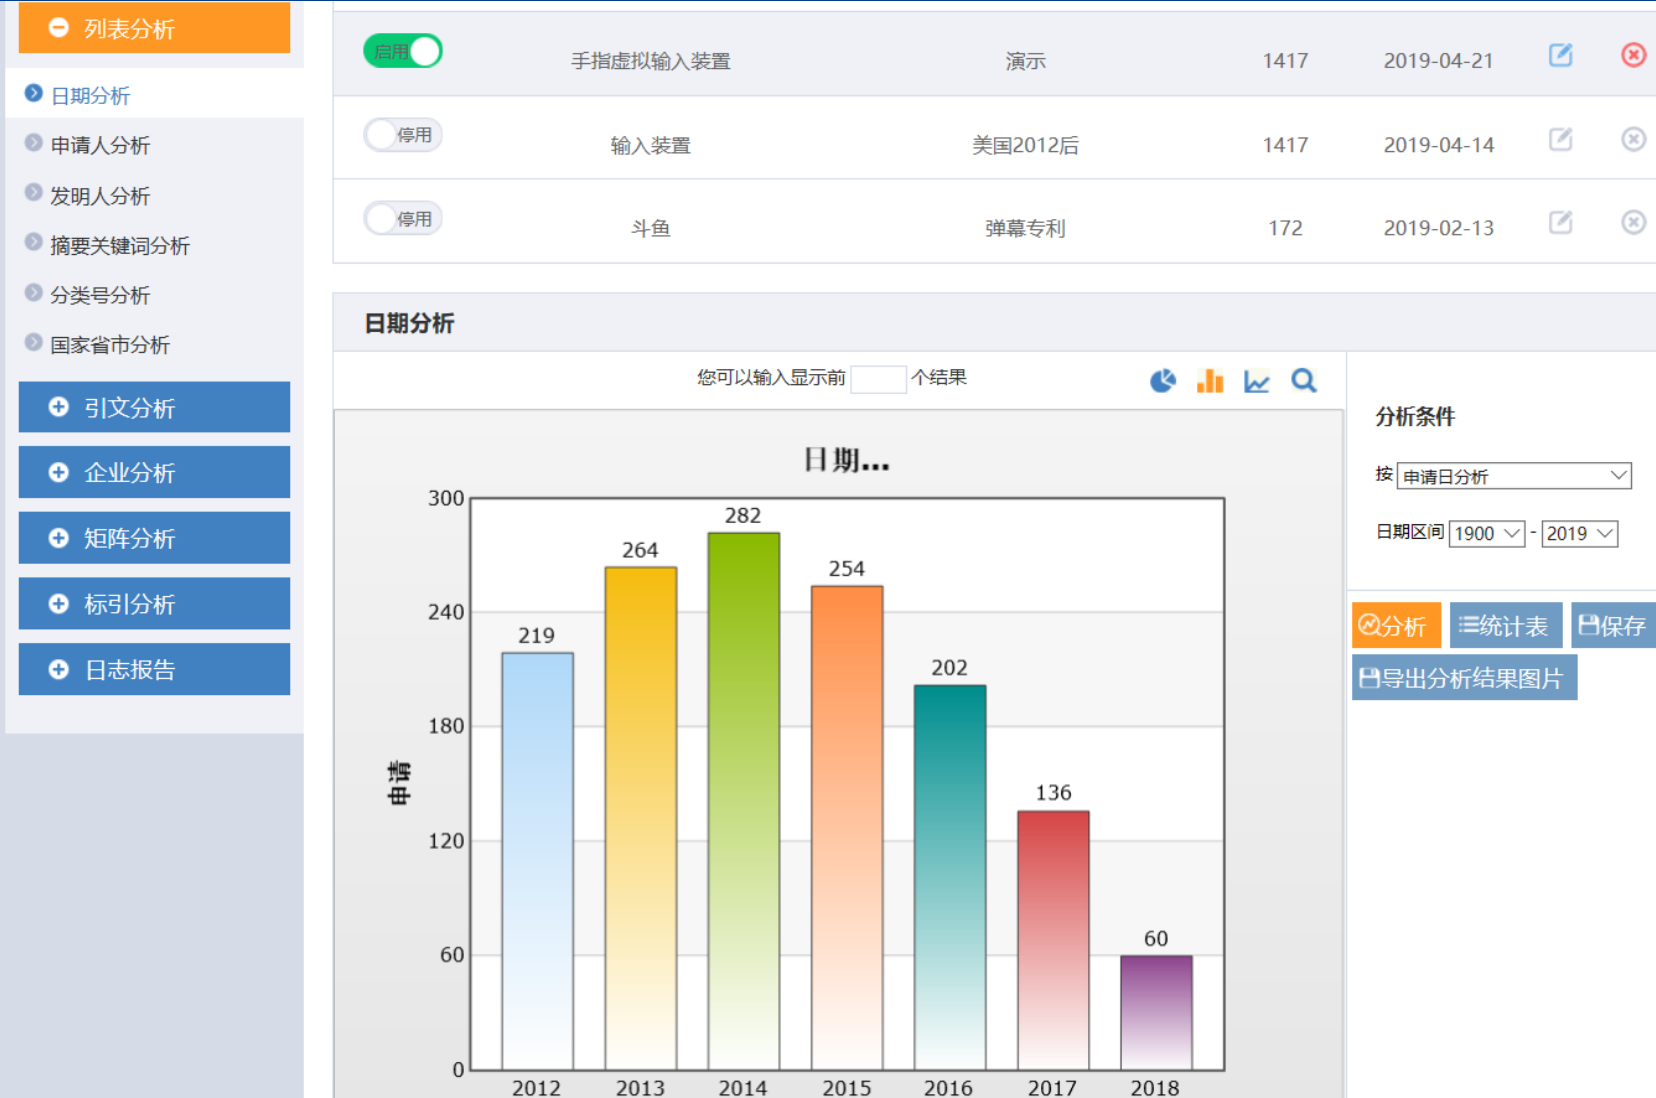 列表分析
日期分析
申请人分析
发明人分析
摘要关键词分析
分类号分析
国家省市分析
引文分析
企业分析
矩阵分析
标引分析
日志报告
启用 手指虚拟输入装置 演示 1417 2019-04-21
停用 输入装置 美国2012后 1417 2019-04-14
停用 斗鱼 弹幕专利 172 2019-02-13
日期分析
您可以输入显示前 个结果
日期...
300
240
180
120
60
0
申请
219
264
282
254
202
136
60
2012 2013 2014 2015 2016 2017 2018
分析条件
按 申请日分析
日期区间 1900 - 2019
分析 统计表 保存
导出分析结果图片